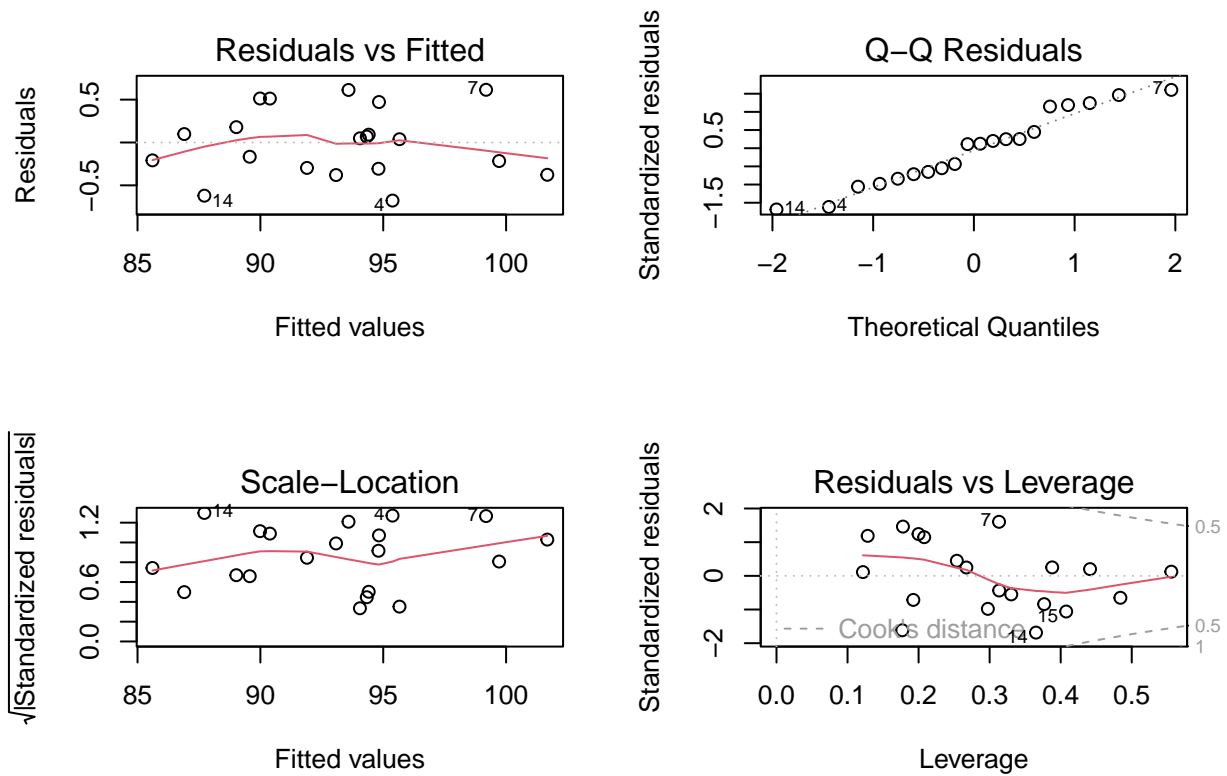 Residuals vs Fitted
Residuals
0.5
−0.5
7
14
4
85 90 95 100
Fitted values
Q−Q Residuals
Standardized residuals
0.5
−1.5
7
14
4
−2 −1 0 1 2
Theoretical Quantiles
Scale−Location
√|Standardized residuals|
1.2
0.6
0.0
14
4
7
85 90 95 100
Fitted values
Residuals vs Leverage
Standardized residuals
2
0
−2
7
15
14
Cook's distance
0.5
0.5
1
0.0 0.1 0.2 0.3 0.4 0.5
Leverage